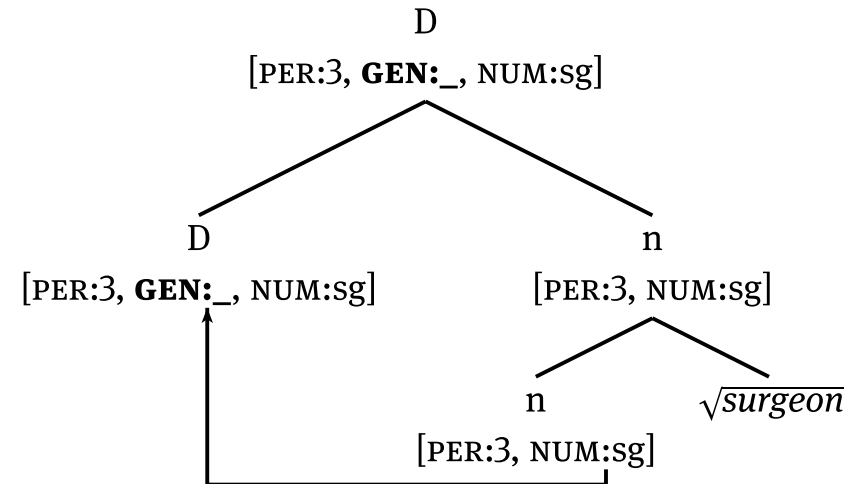 D
[PER:3, GEN:_, NUM:sg]
D n
[PER:3, GEN:_, NUM:sg] [PER:3, NUM:sg]
n √surgeon
[PER:3, NUM:sg]